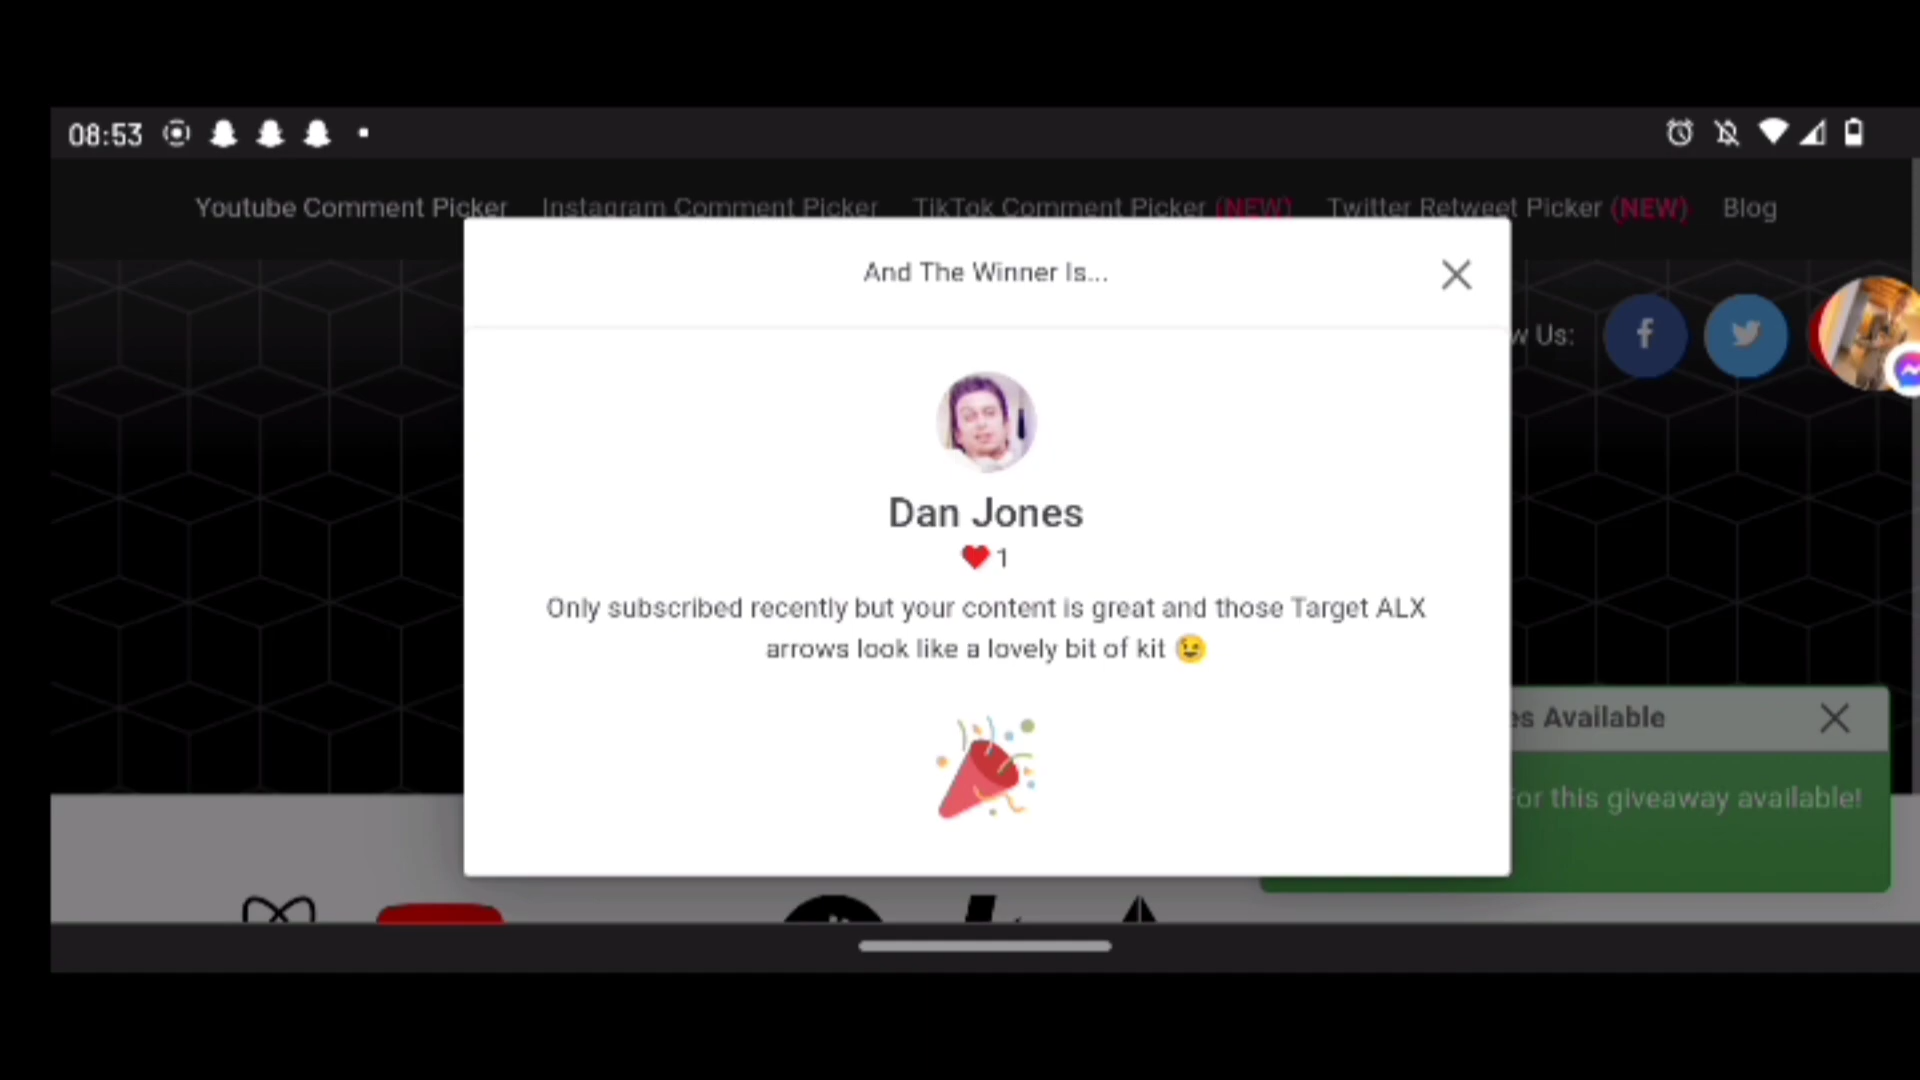 08:53
Youtube Comment Picker Instagram Comment Picker TikTok Comment Picker (NEW) Twitter Retweet Picker (NEW) Blog
And The Winner Is...
w Us:
Dan Jones
1
Only subscribed recently but your content is great and those Target ALX
arrows look like a lovely bit of kit 😉
es Available
for this giveaway available!